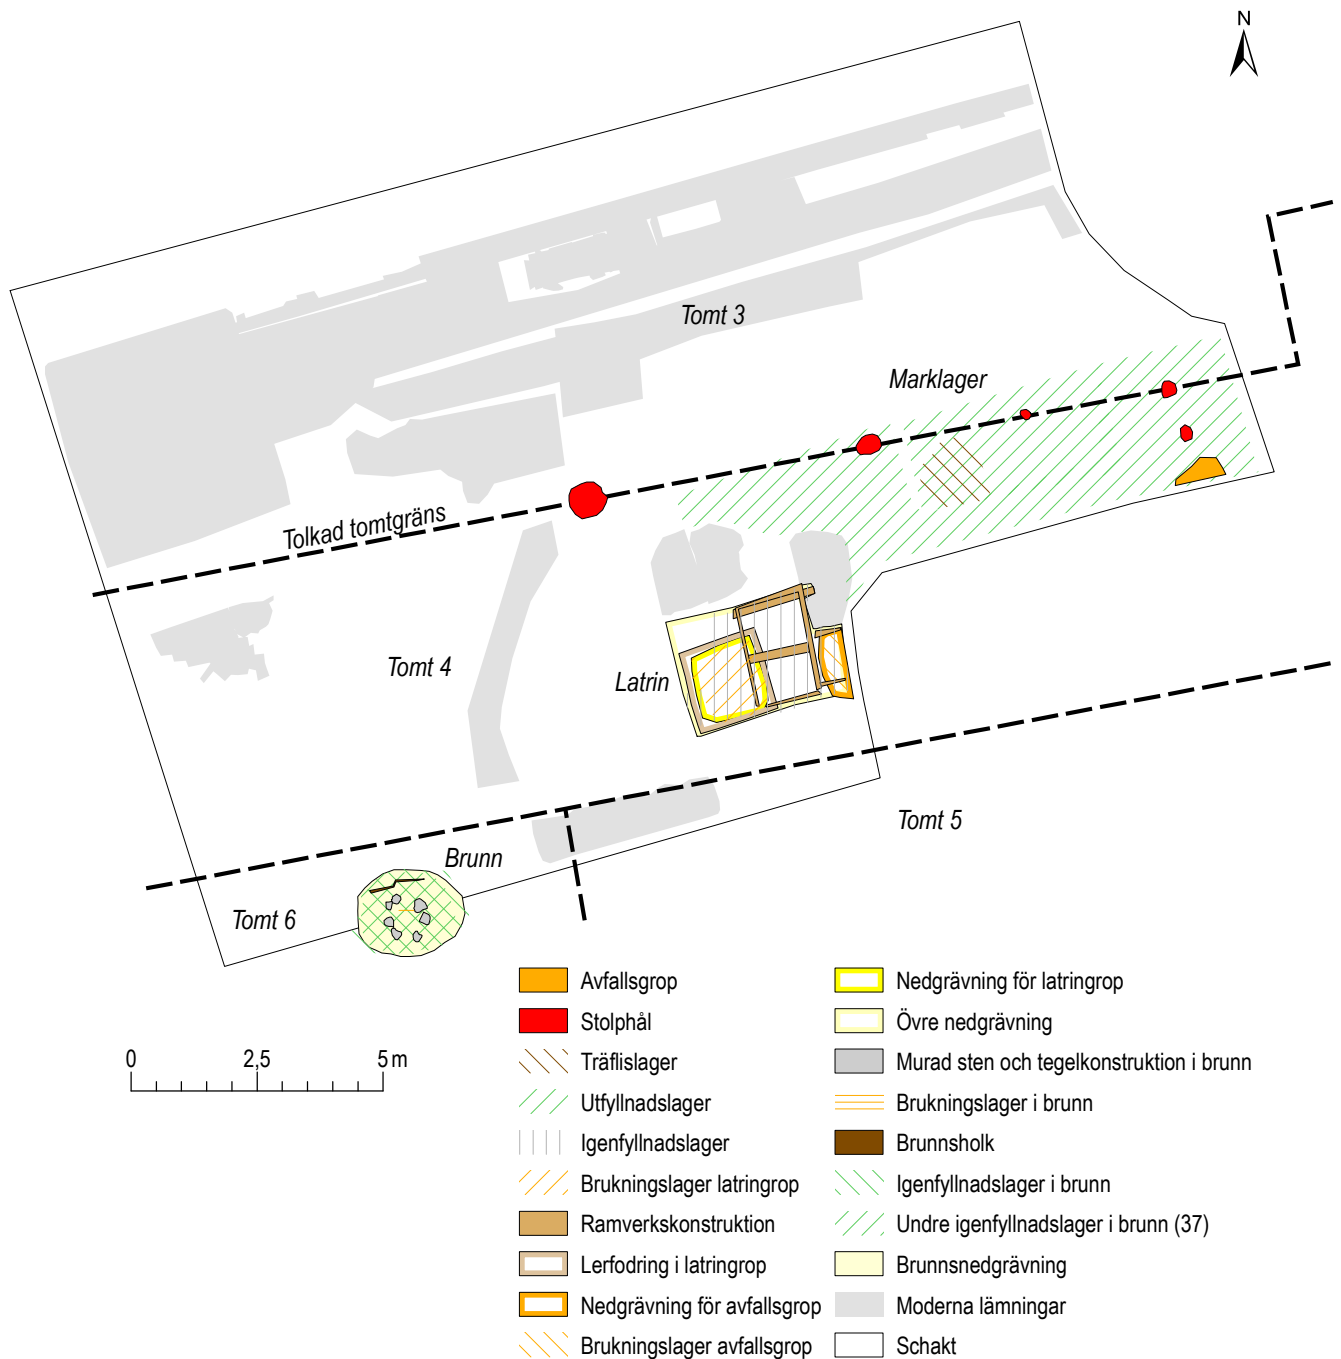 N
Tomt 3
Marklager
Tolkad tomtgräns
Tomt 4
Latrin
Tomt 5
Brunn
Tomt 6
0 2,5 5 m
Avfallsgrop
Stolphål
Träflislager
Utfyllnadslager
Igenfyllnadslager
Brukningslager latringrop
Ramverkskonstruktion
Lerfodring i latringrop
Nedgrävning för avfallsgrop
Brukningslager avfallsgrop
Nedgrävning för latringrop
Övre nedgrävning
Murad sten och tegelkonstruktion i brunn
Brukningslager i brunn
Brunnsholk
Igenfyllnadslager i brunn
Undre igenfyllnadslager i brunn (37)
Brunnsnedgrävning
Moderna lämningar
Schakt